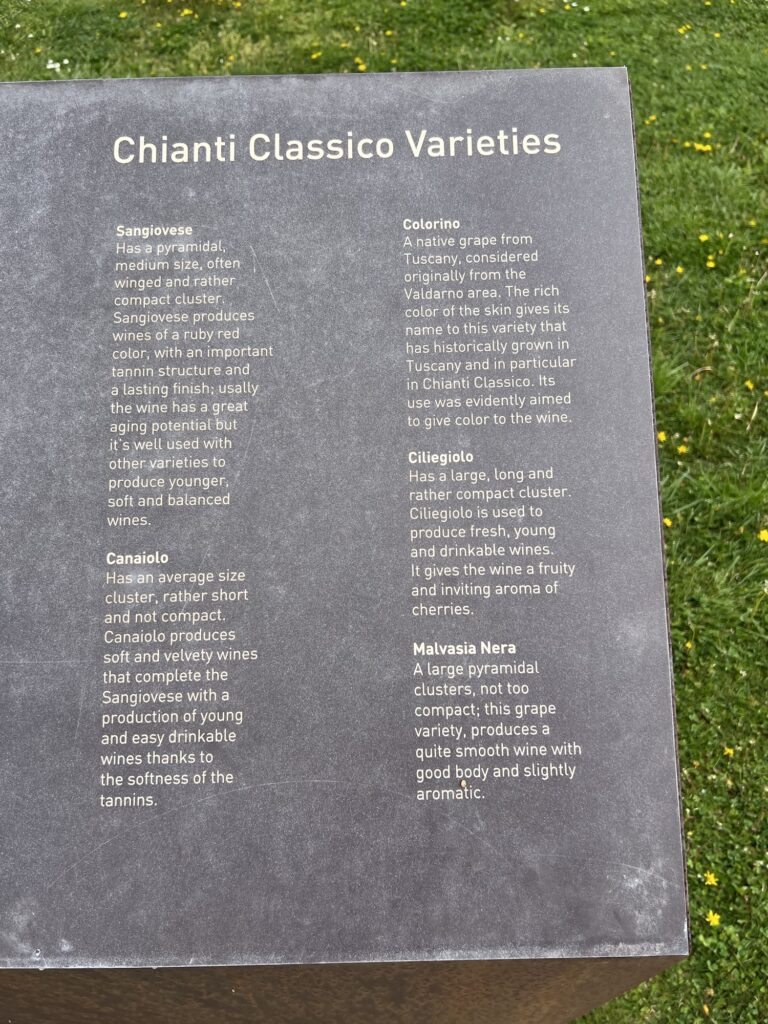 Chianti Classico Varieties
Sangiovese
Has a pyramidal,
medium size, often
winged and rather
compact cluster.
Sangiovese produces
wines of a ruby red
color, with an important
tannin structure and
a lasting finish; usally
the wine has a great
aging potential but
it's well used with
other varieties to
produce younger,
soft and balanced
wines.
Canaiolo
Has an average size
cluster, rather short
and not compact.
Canaiolo produces
soft and velvety wines
that complete the
Sangiovese with a
production of young
and easy drinkable
wines thanks to
the softness of the
tannins.
Colorino
A native grape from
Tuscany, considered
originally from the
Valdarno area. The rich
color of the skin gives its
name to this variety that
has historically grown in
Tuscany and in particular
in Chianti Classico. Its
use was evidently aimed
to give color to the wine.
Ciliegiolo
Has a large, long and
rather compact cluster.
Ciliegiolo is used to
produce fresh, young
and drinkable wines.
It gives the wine a fruity
and inviting aroma of
cherries.
Malvasia Nera
A large pyramidal
clusters, not too
compact; this grape
variety, produces a
quite smooth wine with
good body and slightly
aromatic.